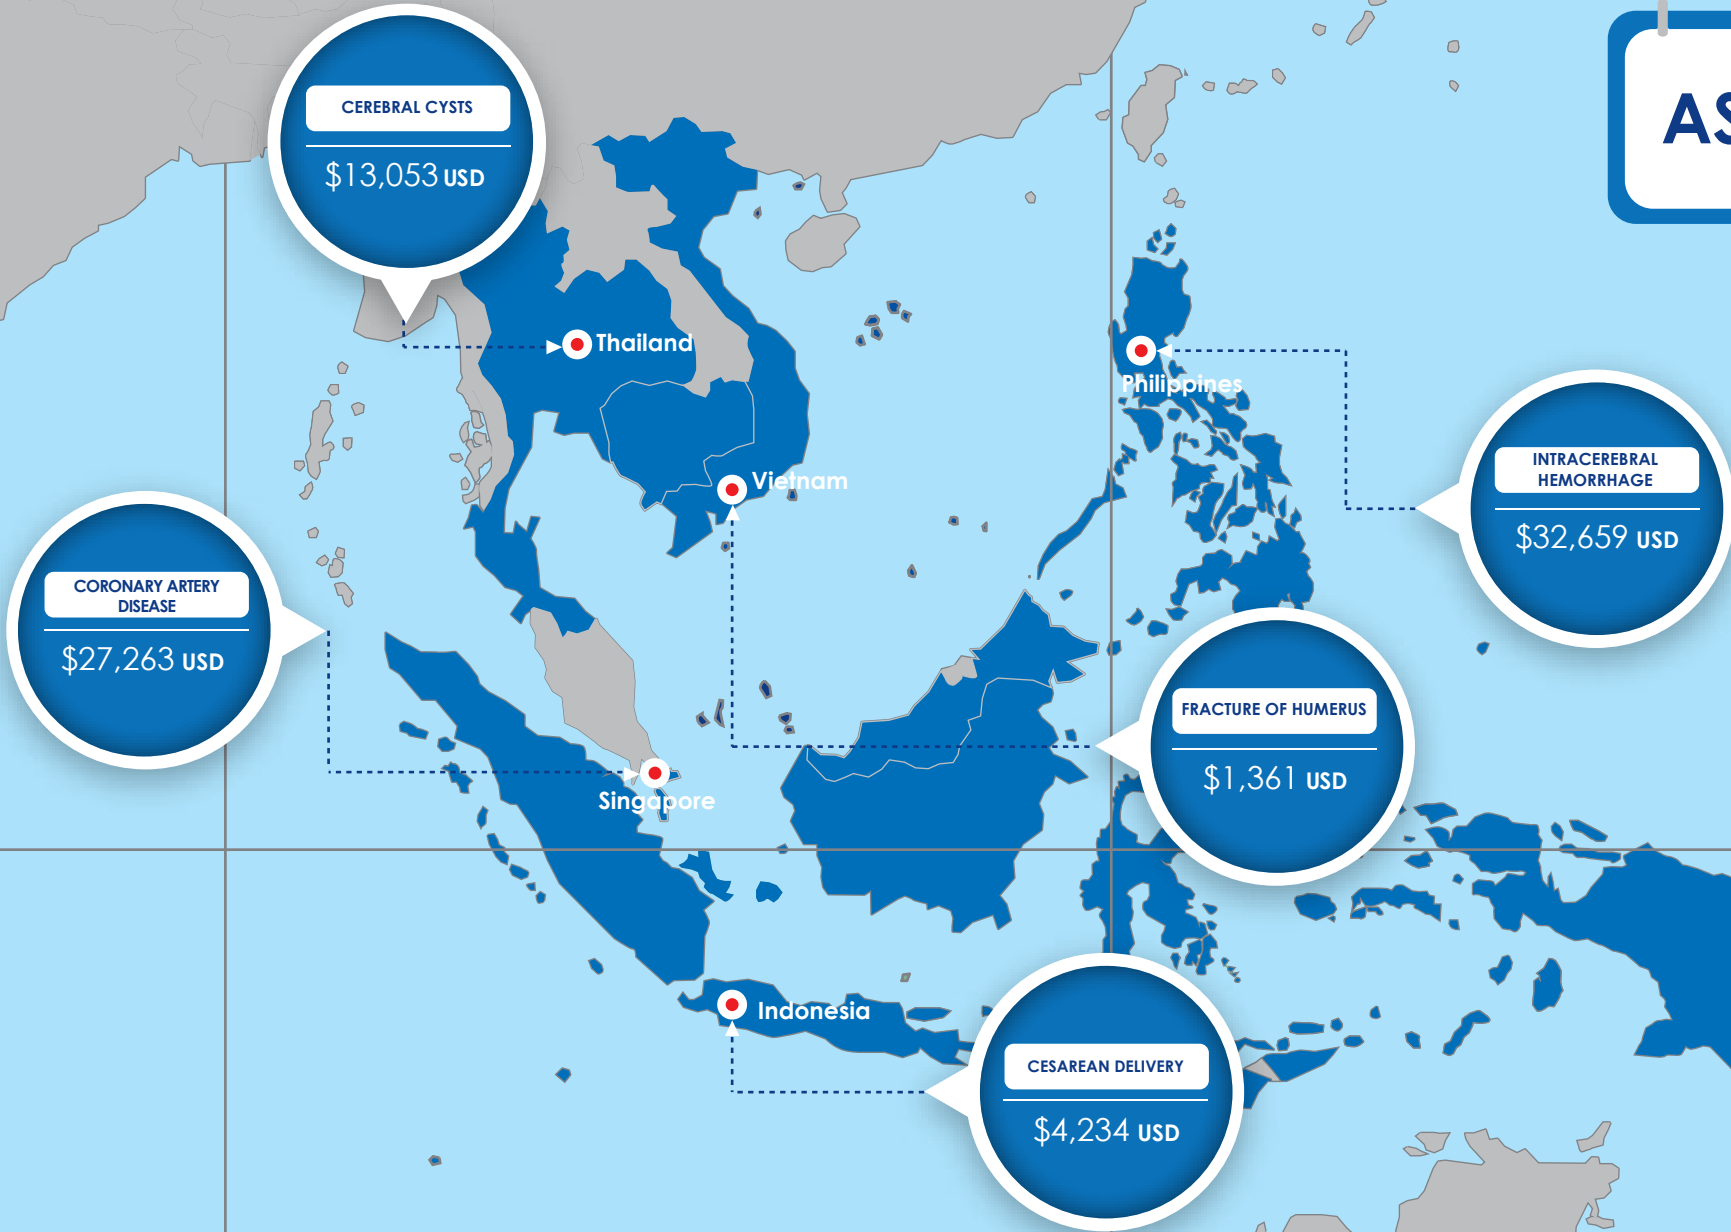 CEREBRAL CYSTS
$13,053 USD
AS
Thailand
Philippines
Vietnam
INTRACEREBRAL
HEMORRHAGE
$32,659 USD
CORONARY ARTERY
DISEASE
$27,263 USD
FRACTURE OF HUMERUS
$1,361 USD
Singapore
Indonesia
CESAREAN DELIVERY
$4,234 USD